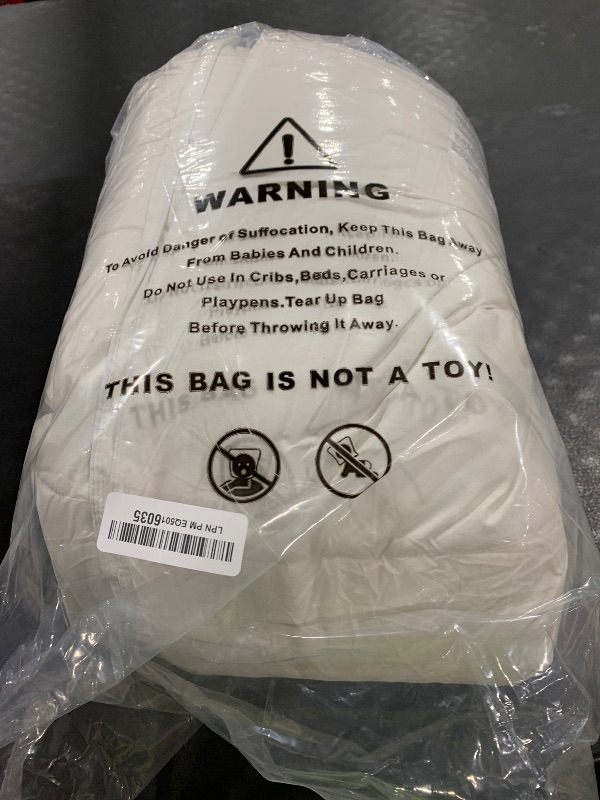 WARNING
To Avoid Danger of Suffocation, Keep This Bag Away
From Babies And Children.
Do Not Use In Cribs,Beds,Carriages or
Playpens.Tear Up Bag
Before Throwing It Away.
THIS BAG IS NOT A TOY!
LPN PM EQ5016035